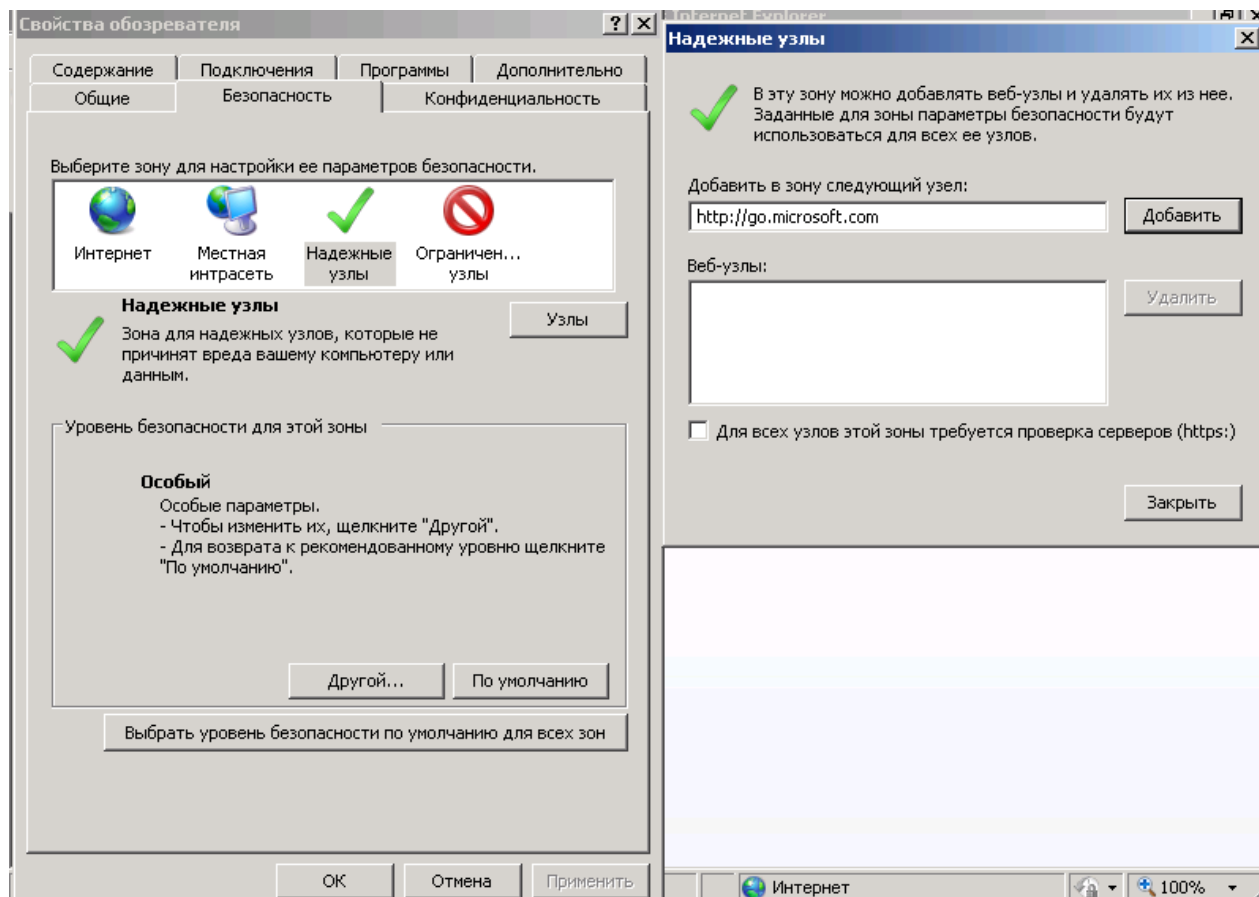 Свойства обозревателя
Содержание
Подключения
Программы
Дополнительно
Общие
Безопасность
Конфиденциальность
Выберите зону для настройки ее параметров безопасности.
Интернет
Местная
интрасеть
Надежные
узлы
Ограничен...
узлы
Надежные узлы
Узлы
Зона для надежных узлов, которые не
причинят вреда вашему компьютеру или
данным.
Уровень безопасности для этой зоны
Особый
Особые параметры.
- Чтобы изменить их, щелкните "Другой".
- Для возврата к рекомендованному уровню щелкните
"По умолчанию".
Другой...
По умолчанию
Выбрать уровень безопасности по умолчанию для всех зон
ОК
Отмена
Применить
Internet Explorer
Надежные узлы
В эту зону можно добавлять веб-узлы и удалять их из нее.
Заданные для зоны параметры безопасности будут
использоваться для всех ее узлов.
Добавить в зону следующий узел:
http://go.microsoft.com
Добавить
Веб-узлы:
Удалить
Для всех узлов этой зоны требуется проверка серверов (https:)
Закрыть
Интернет
100%